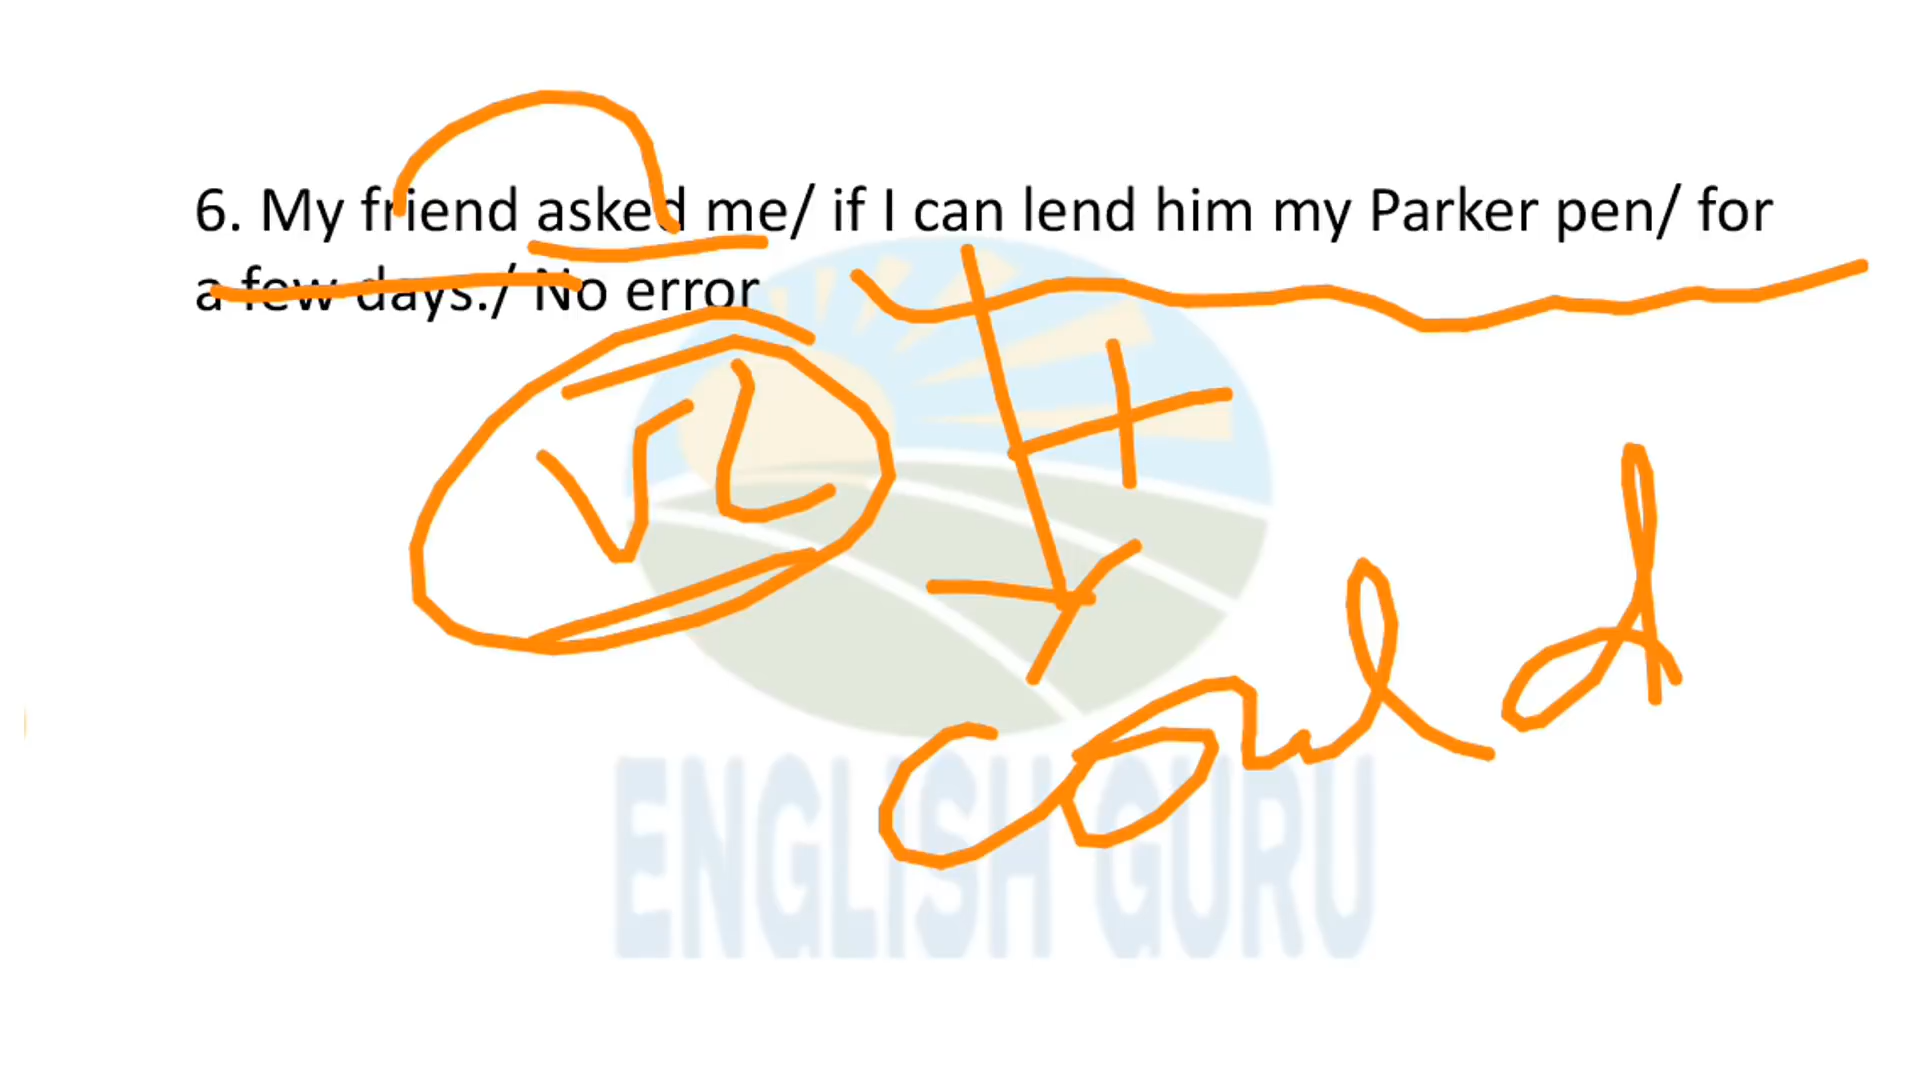 6. My friend asked me/ if I can lend him my Parker pen/ for
a few days./ No error
could
ENGLISH GURU